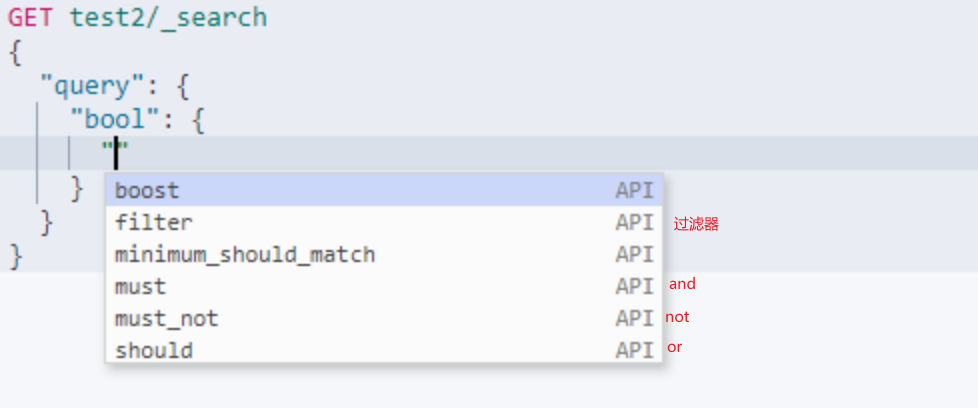 GET test2/_search
{
"query": {
"bool": {
""
}
}
}
boost API
filter API 过滤器
minimum_should_match API
must API and
must_not API not
should API or